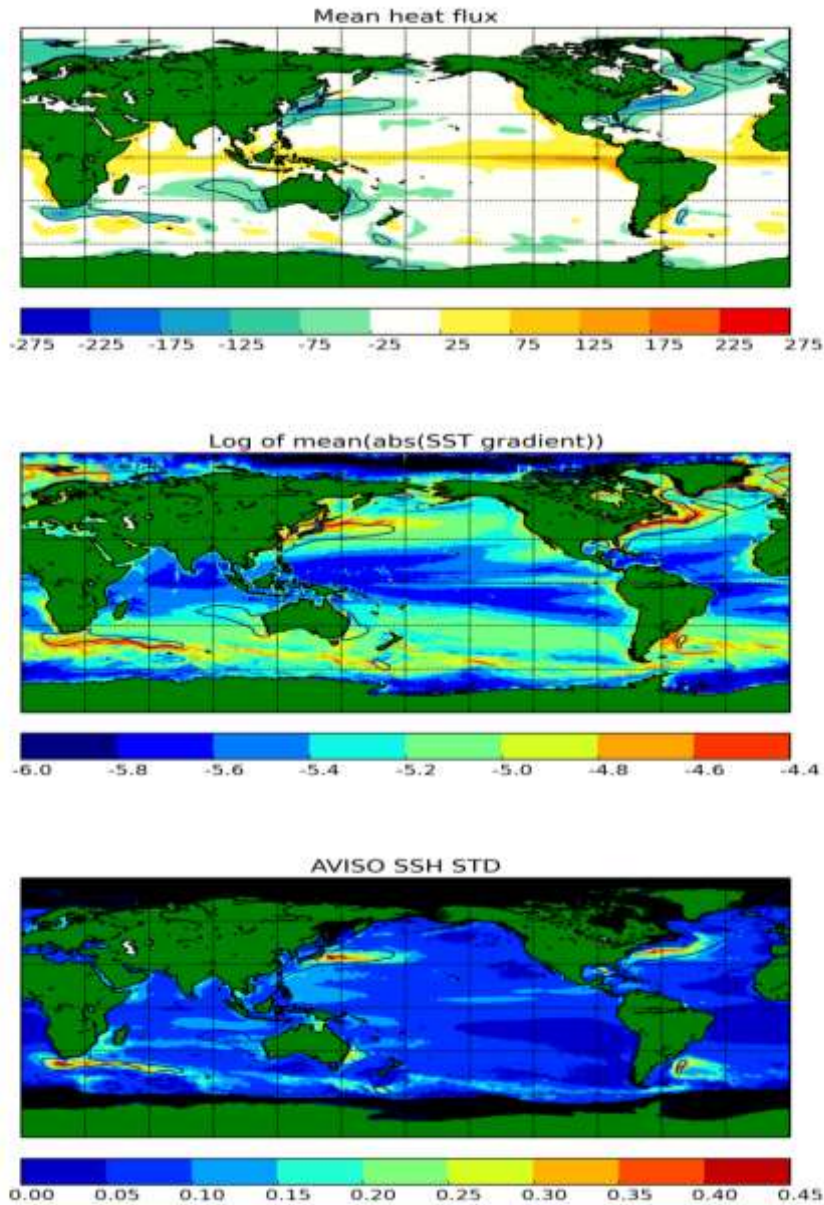 Mean heat flux
-275 -225 -175 -125 -75 -25 25 75 125 175 225 275
Log of mean(abs(SST gradient))
-6.0 -5.8 -5.6 -5.4 -5.2 -5.0 -4.8 -4.6 -4.4
AVISO SSH STD
0.00 0.05 0.10 0.15 0.20 0.25 0.30 0.35 0.40 0.45